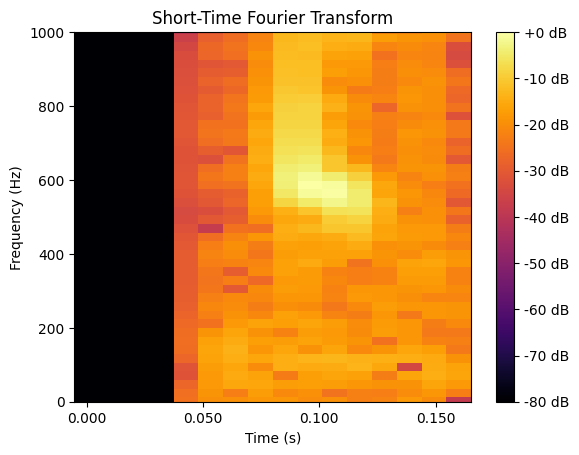 Short-Time Fourier Transform
Frequency (Hz)
1000
800
600
400
200
0
0.000
0.050
0.100
0.150
Time (s)
+0 dB
-10 dB
-20 dB
-30 dB
-40 dB
-50 dB
-60 dB
-70 dB
-80 dB